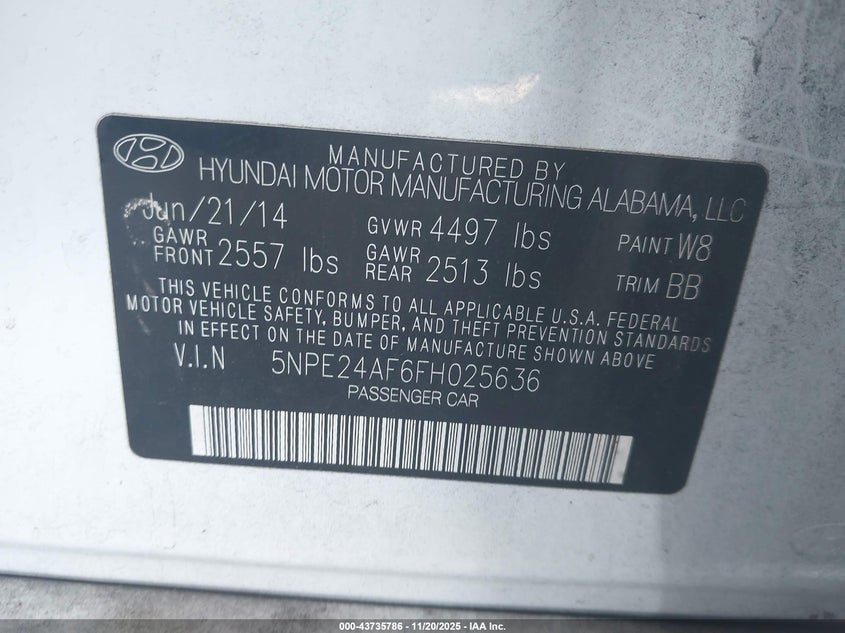 MANUFACTURED BY
HYUNDAI MOTOR MANUFACTURING ALABAMA, LLC
Jun/21/14 GVWR 4497 lbs PAINT W8
GAWR FRONT 2557 lbs GAWR REAR 2513 lbs TRIM BB
THIS VEHICLE CONFORMS TO ALL APPLICABLE U.S.A. FEDERAL
MOTOR VEHICLE SAFETY, BUMPER, AND THEFT PREVENTION STANDARDS
IN EFFECT ON THE DATE OF MANUFACTURE SHOWN ABOVE
V.I.N 5NPE24AF6FH025636
PASSENGER CAR
000-43735786 - 11/20/2025 - IAA Inc.